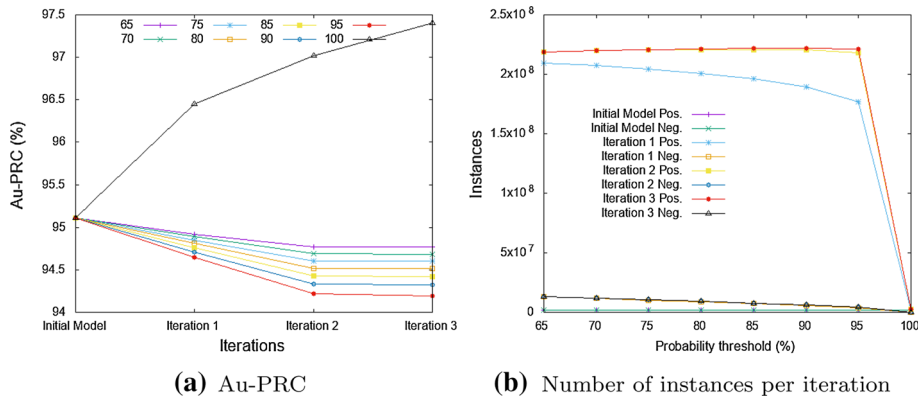 65 75 85 95
70 80 90 100
Au-PRC (%)
97.5
97
96.5
96
95.5
95
94.5
94
Initial Model Iteration 1 Iteration 2 Iteration 3
Iterations
(a) Au-PRC
Instances
2.5x10^8
2x10^8
1.5x10^8
1x10^8
5x10^7
0
Initial Model Pos.
Initial Model Neg.
Iteration 1 Pos.
Iteration 1 Neg.
Iteration 2 Pos.
Iteration 2 Neg.
Iteration 3 Pos.
Iteration 3 Neg.
65 70 75 80 85 90 95 100
Probability threshold (%)
(b) Number of instances per iteration